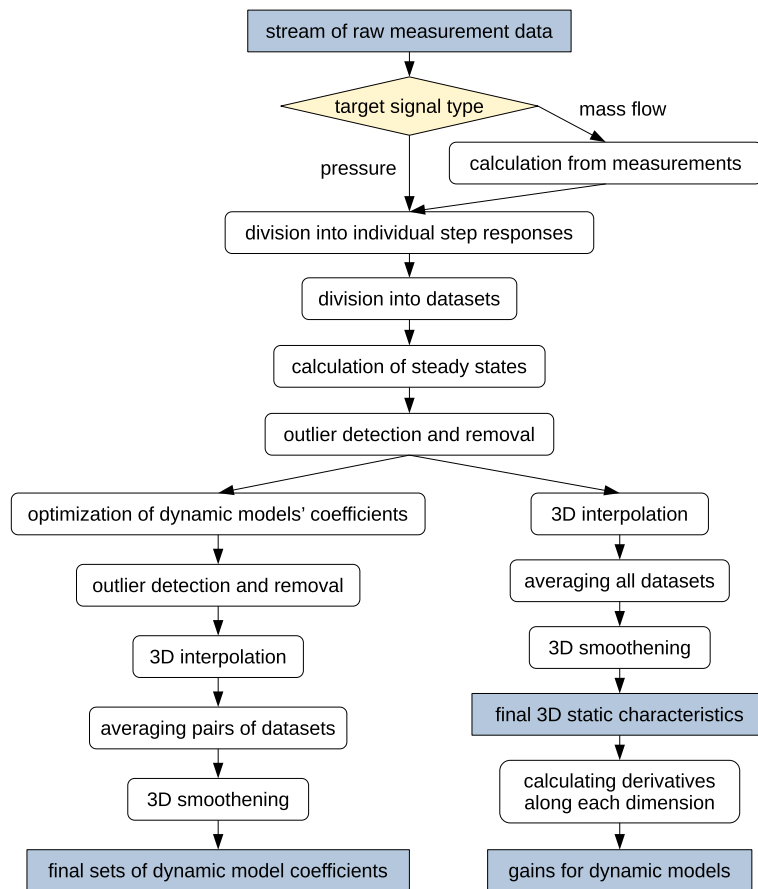 stream of raw measurement data
target signal type
mass flow
pressure
calculation from measurements
division into individual step responses
division into datasets
calculation of steady states
outlier detection and removal
optimization of dynamic models’ coefficients
outlier detection and removal
3D interpolation
averaging pairs of datasets
3D smoothening
final sets of dynamic model coefficients
3D interpolation
averaging all datasets
3D smoothening
final 3D static characteristics
calculating derivatives
along each dimension
gains for dynamic models